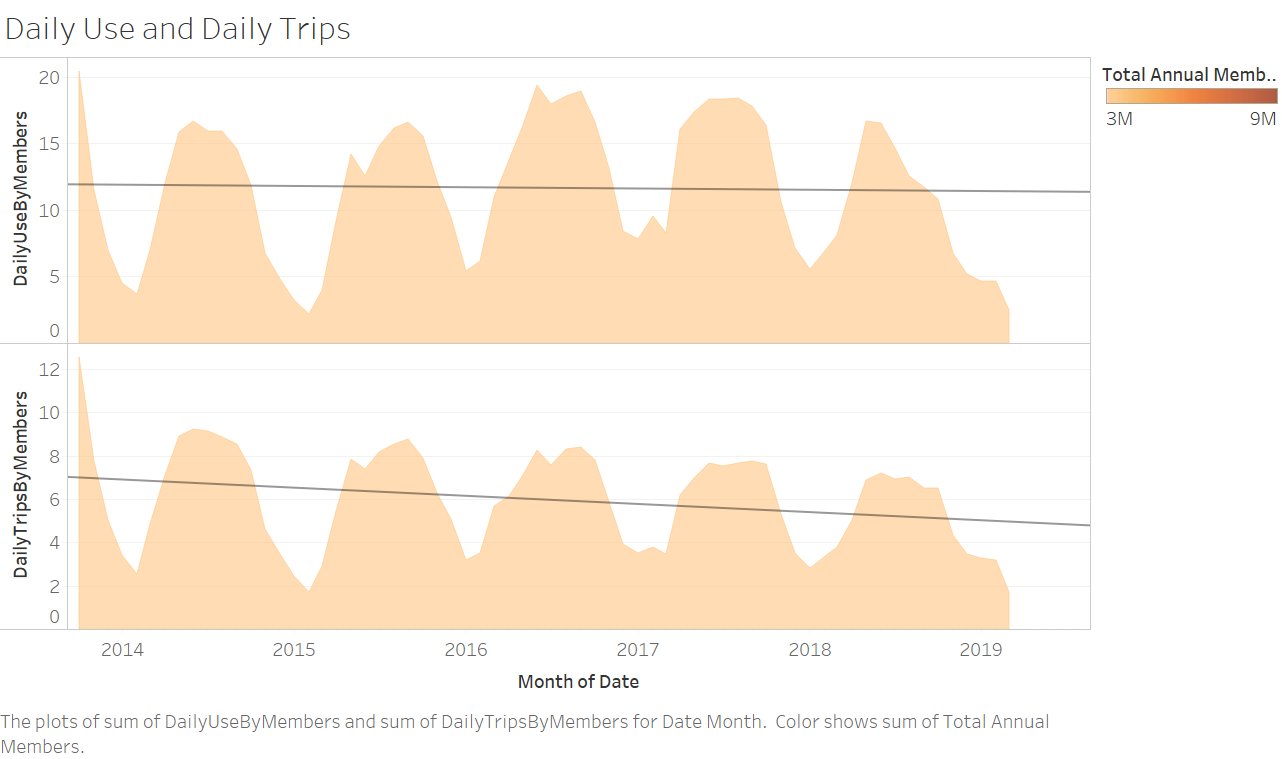 Daily Use and Daily Trips
Total Annual Memb..
3M 9M
DailyUseByMembers
20
15
10
5
0
DailyTripsByMembers
12
10
8
6
4
2
0
2014 2015 2016 2017 2018 2019
Month of Date
The plots of sum of DailyUseByMembers and sum of DailyTripsByMembers for Date Month.  Color shows sum of Total Annual
Members.